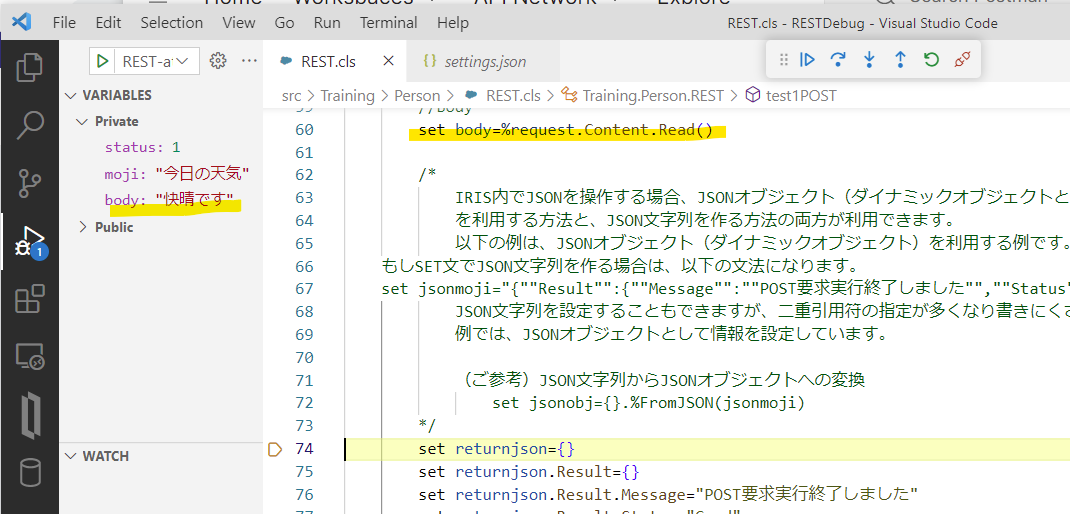 File Edit Selection View Go Run Terminal Help REST.cls - RESTDebug - Visual Studio Code
REST-a
REST.cls
settings.json
src > Training > Person > REST.cls > Training.Person.REST > test1POST
VARIABLES
Private
status: 1
moji: "今日の天気"
body: "快晴です"
Public
WATCH
1
59 //Body
60 set body=%request.Content.Read()
61
62 /*
63 IRIS内でJSONを操作する場合、JSONオブジェクト（ダイナミックオブジェクトと
64 を利用する方法と、JSON文字列を作る方法の両方が利用できます。
65 以下の例は、JSONオブジェクト（ダイナミックオブジェクト）を利用する例です。
66 もしSET文でJSON文字列を作る場合は、以下の文法になります。
67 set jsonmoji="{""Result"":{""Message"":""POST要求実行終了しました"",""Status"
68 JSON文字列を設定することもできますが、二重引用符の指定が多くなり書きにくさ
69 例では、JSONオブジェクトとして情報を設定しています。
70
71 （ご参考）JSON文字列からJSONオブジェクトへの変換
72 set jsonobj={}.%FromJSON(jsonmoji)
73 */
74 set returnjson={}
75 set returnjson.Result={}
76 set returnjson.Result.Message="POST要求実行終了しました"